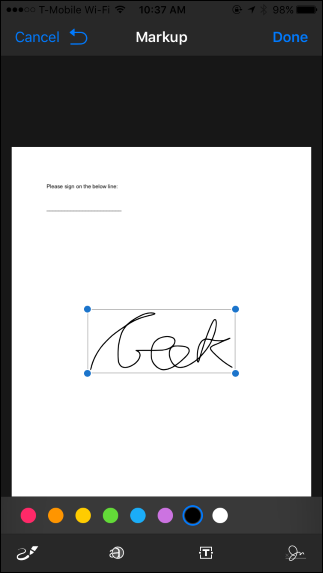 T-Mobile Wi-Fi 10:37 AM 98%
Cancel Markup Done
Please sign on the below line:
Geek
T